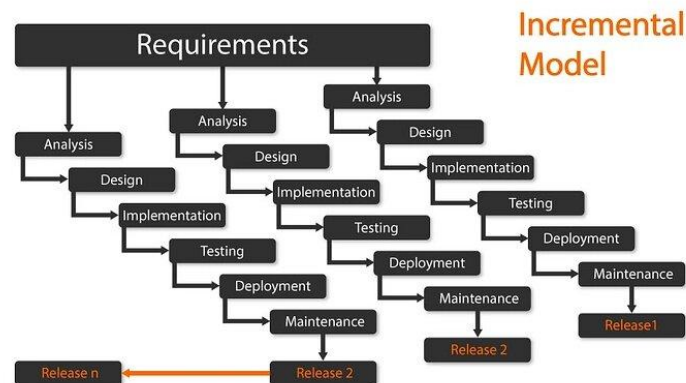 Incremental
Model
Requirements
Analysis
Design
Implementation
Testing
Deployment
Maintenance
Release 2
Release n
Analysis
Design
Implementation
Testing
Deployment
Maintenance
Release 2
Analysis
Design
Implementation
Testing
Deployment
Maintenance
Release1